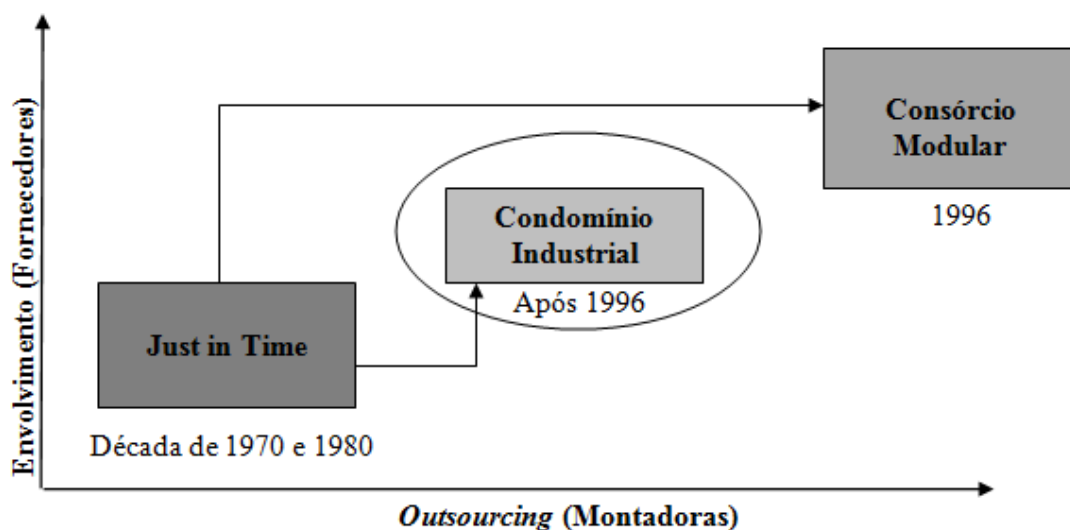 Envolvimento (Fornecedores)
Consórcio
Modular
1996
Condomínio
Industrial
Após 1996
Just in Time
Década de 1970 e 1980
Outsourcing (Montadoras)